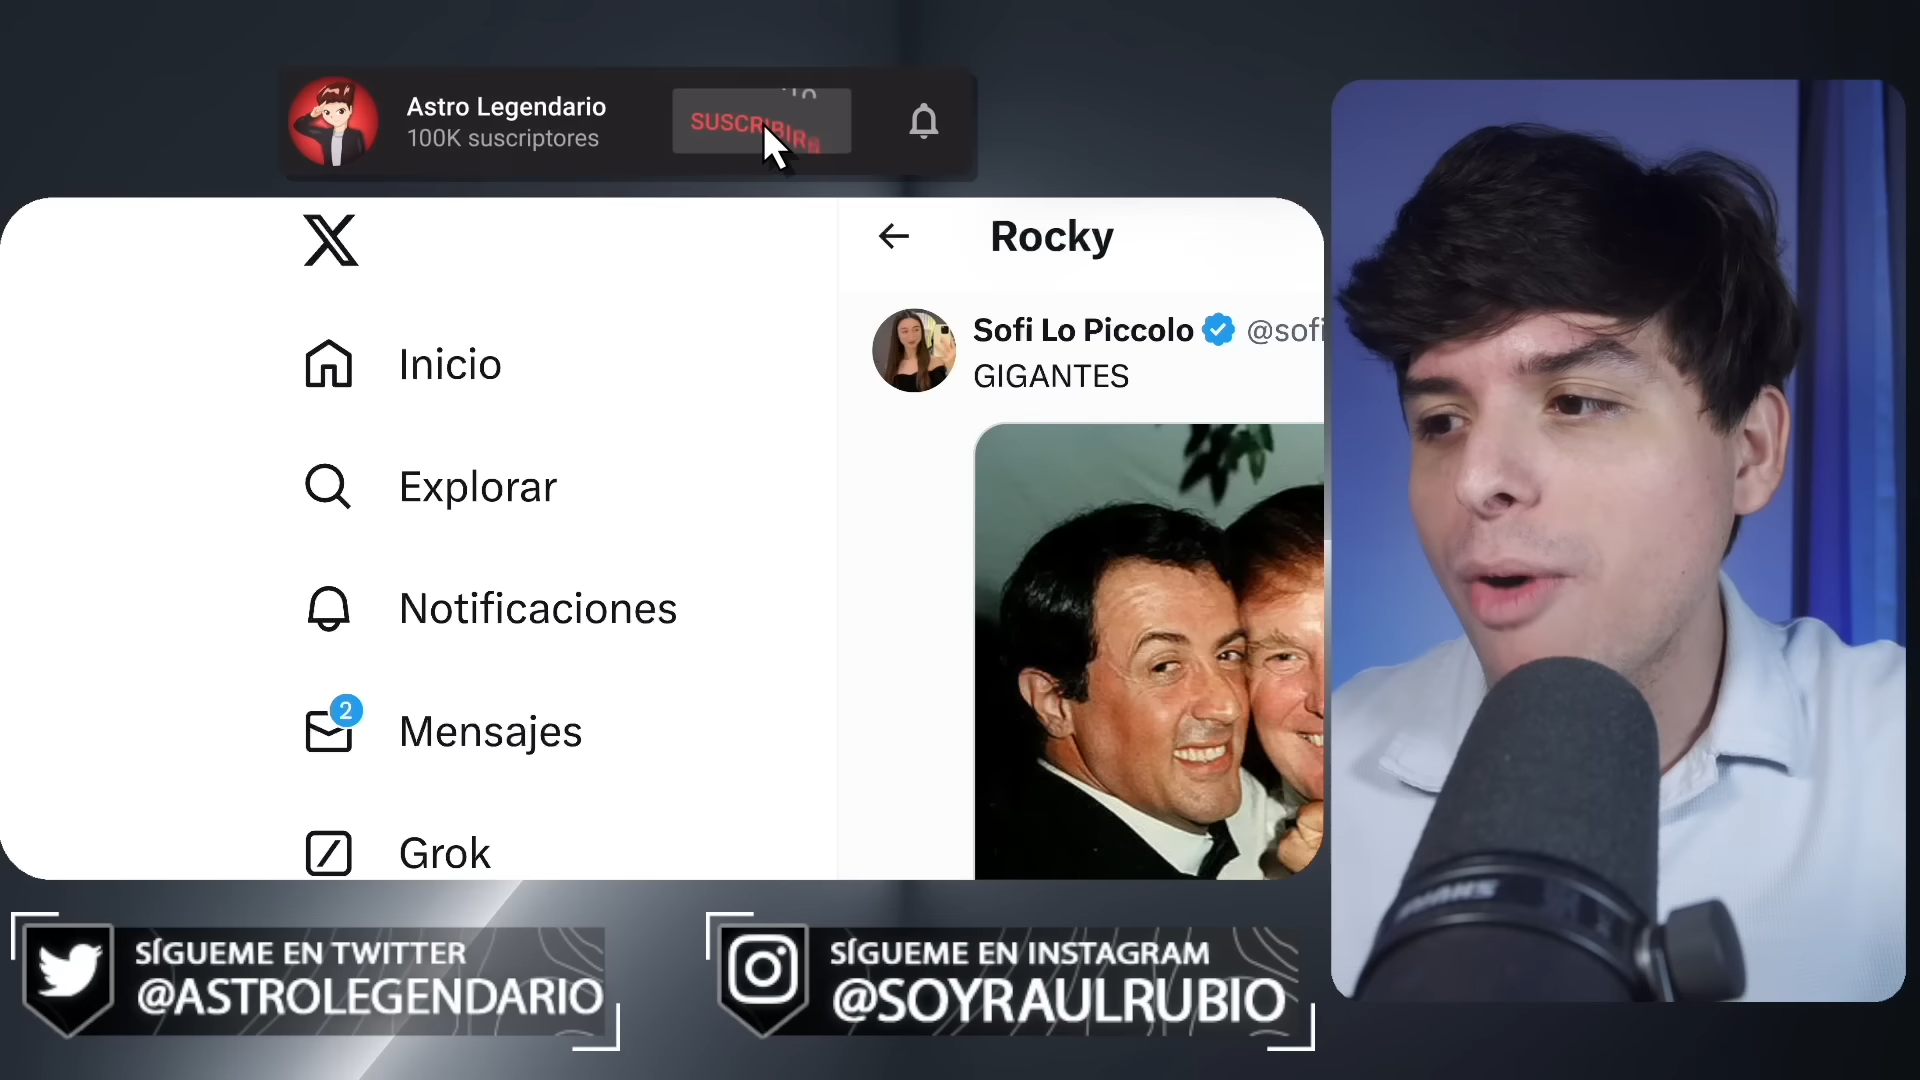 Astro Legendario
100K suscriptores
SUSCRIBIR
Rocky
Sofi Lo Piccolo @sofi
GIGANTES
Inicio
Explorar
Notificaciones
2
Mensajes
Grok
SÍGUEME EN TWITTER
@ASTROLEGENDARIO
SÍGUEME EN INSTAGRAM
@SOYRAULRUBIO